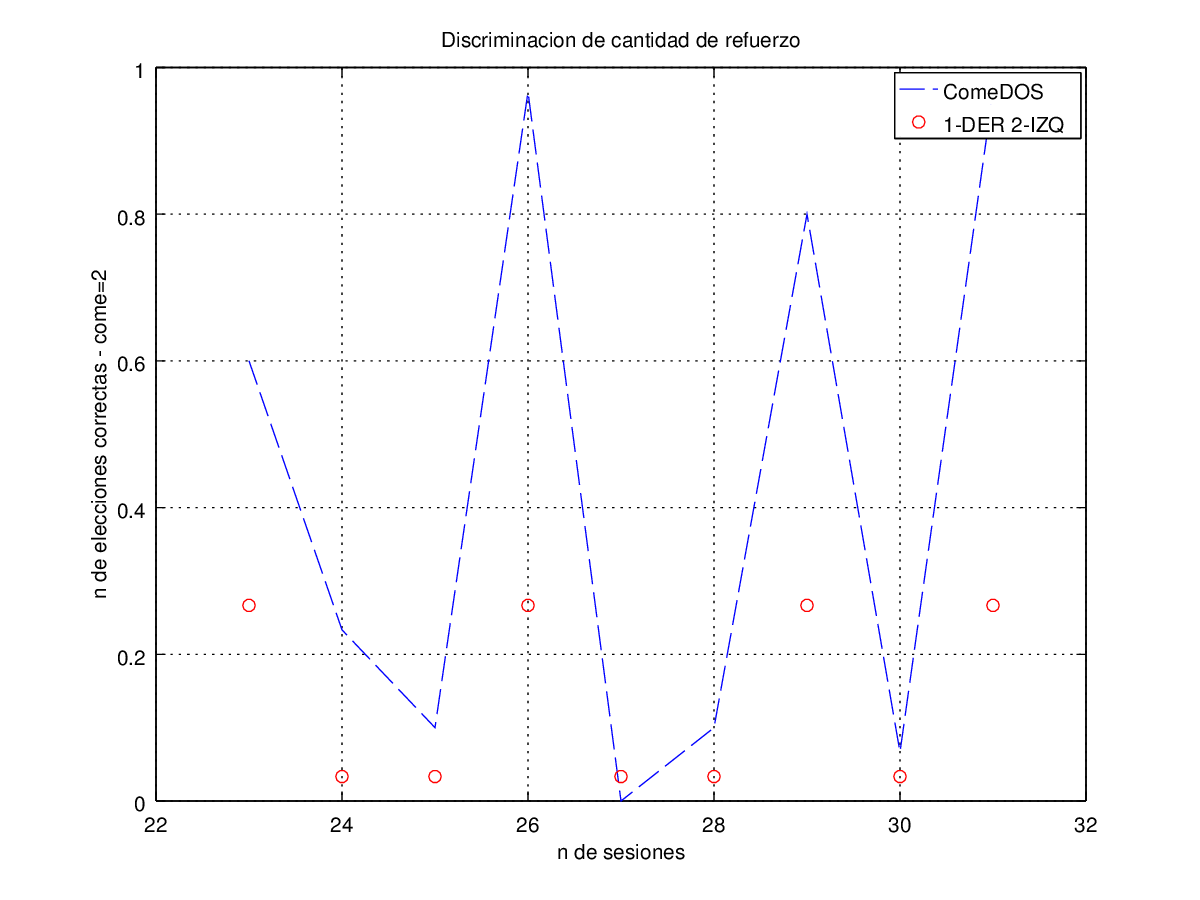 Discriminacion de cantidad de refuerzo
1
ComeDOS
1-DER 2-IZQ
0.8
0.6
0.4
0.2
0
n de elecciones correctas - come=2
22
24
26
28
30
32
n de sesiones